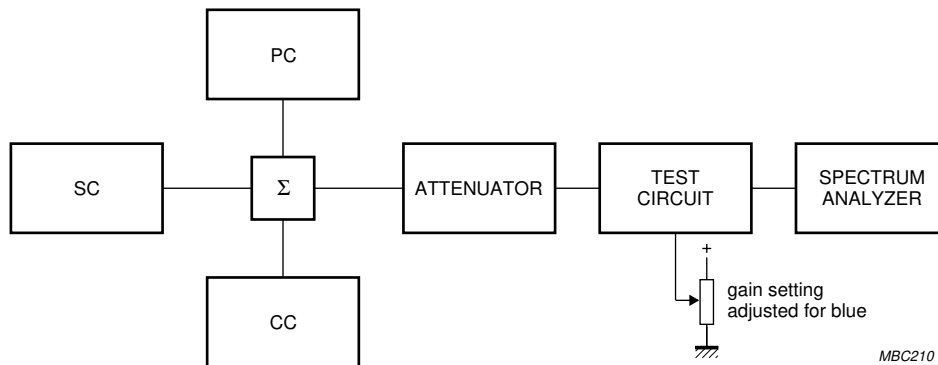 PC
SC
Σ
ATTENUATOR
TEST
CIRCUIT
SPECTRUM
ANALYZER
CC
+
gain setting
adjusted for blue
MBC210